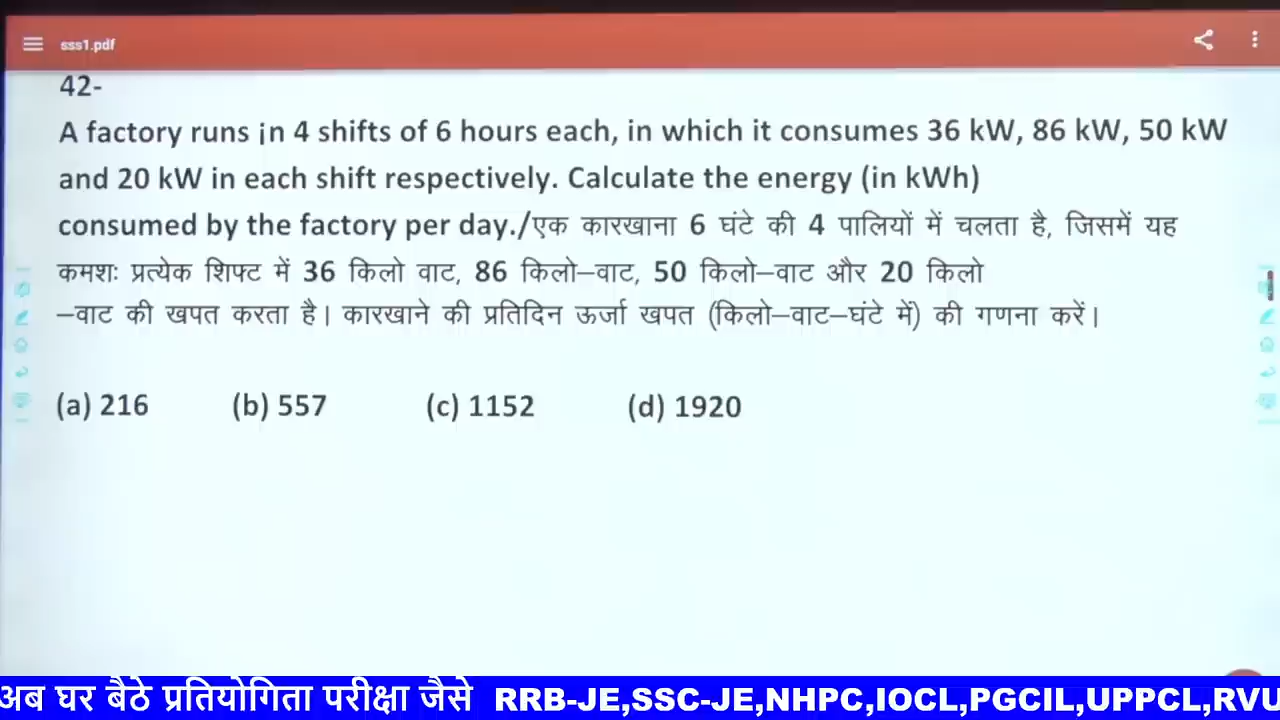 sss1.pdf
42-
A factory runs in 4 shifts of 6 hours each, in which it consumes 36 kW, 86 kW, 50 kW
and 20 kW in each shift respectively. Calculate the energy (in kWh)
consumed by the factory per day./एक कारखाना 6 घंटे की 4 पालियों में चलता है, जिसमें यह
कमशः प्रत्येक शिफ्ट में 36 किलो वाट, 86 किलो–वाट, 50 किलो–वाट और 20 किलो
–वाट की खपत करता है। कारखाने की प्रतिदिन ऊर्जा खपत (किलो–वाट–घंटे में) की गणना करें।
(a) 216 (b) 557 (c) 1152 (d) 1920
अब घर बैठे प्रतियोगिता परीक्षा जैसे RRB-JE,SSC-JE,NHPC,IOCL,PGCIL,UPPCL,RVU